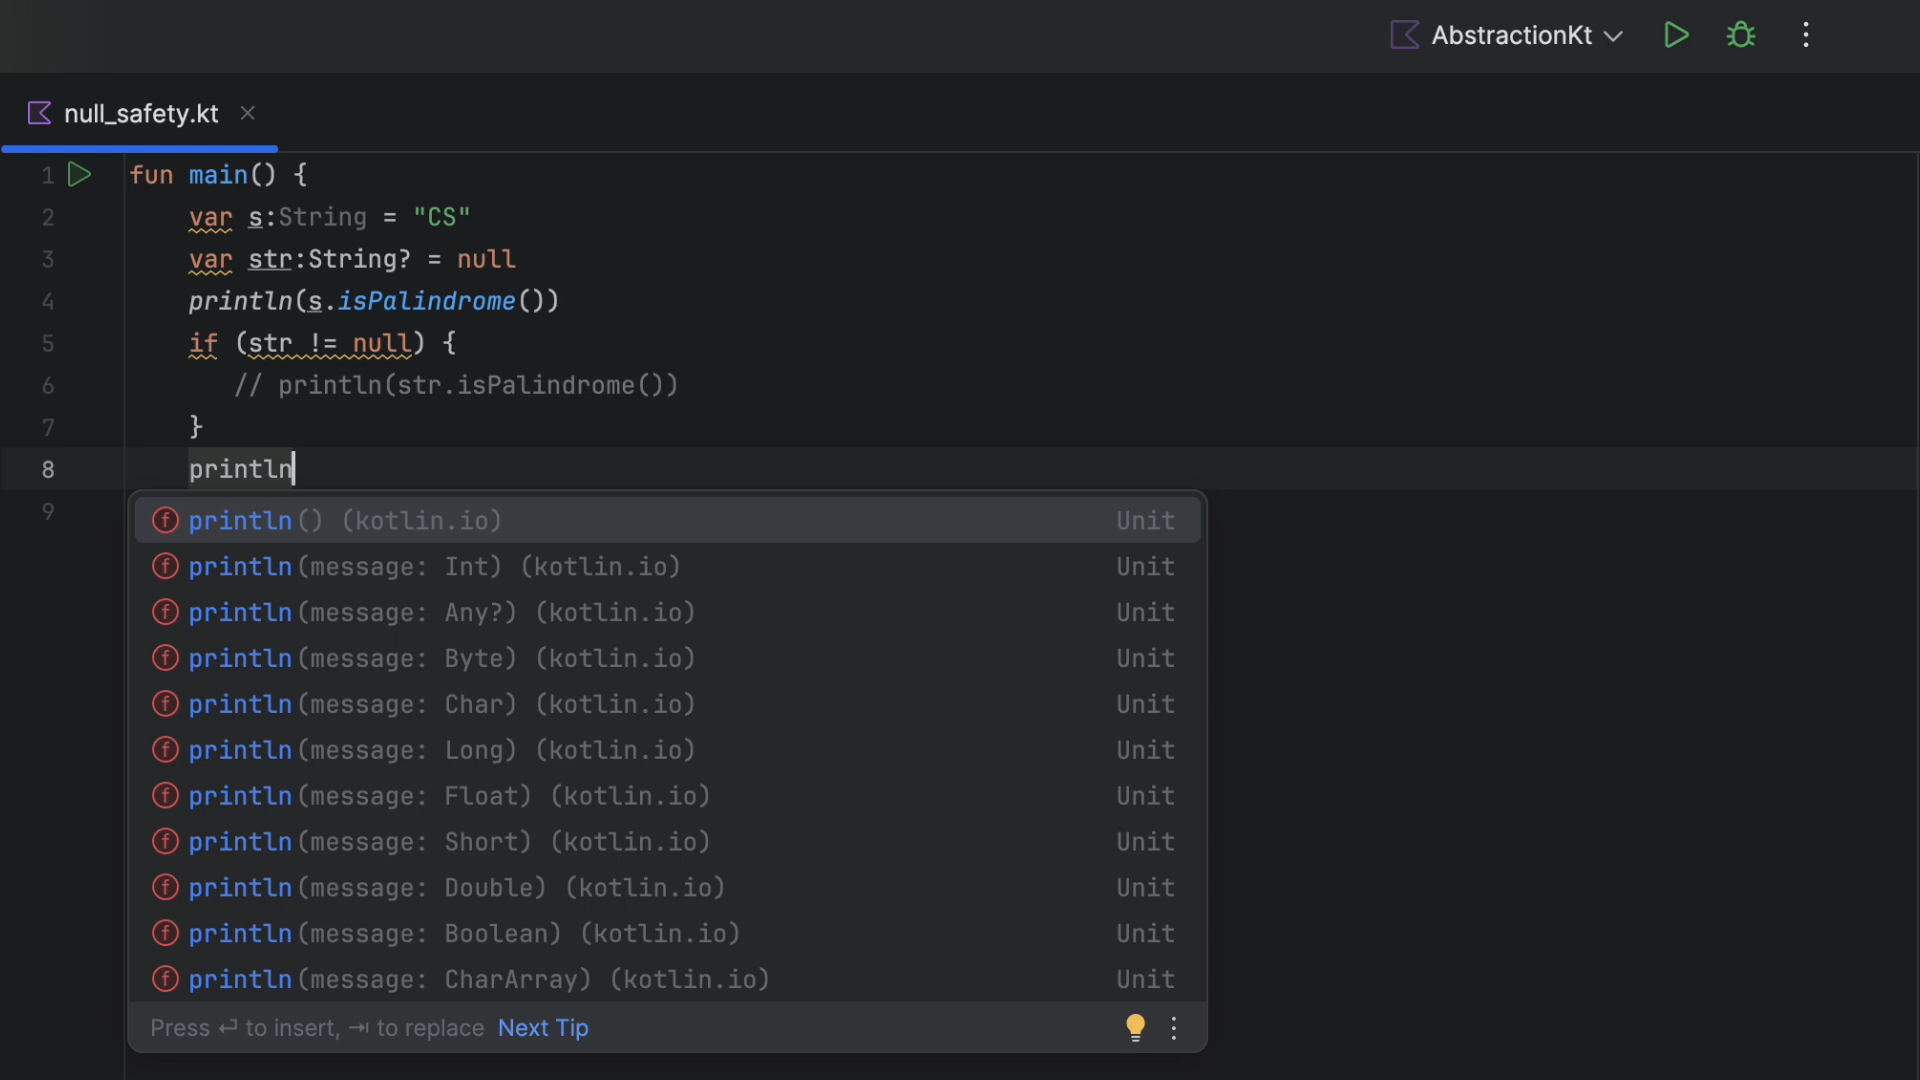 AbstractionKt
null_safety.kt
1 fun main() {
2 var s:String = "CS"
3 var str:String? = null
4 println(s.isPalindrome())
5 if (str != null) {
6 // println(str.isPalindrome())
7 }
8 println
9
println() (kotlin.io) Unit
println(message: Int) (kotlin.io) Unit
println(message: Any?) (kotlin.io) Unit
println(message: Byte) (kotlin.io) Unit
println(message: Char) (kotlin.io) Unit
println(message: Long) (kotlin.io) Unit
println(message: Float) (kotlin.io) Unit
println(message: Short) (kotlin.io) Unit
println(message: Double) (kotlin.io) Unit
println(message: Boolean) (kotlin.io) Unit
println(message: CharArray) (kotlin.io) Unit
Press ↵ to insert, ⇥ to replace Next Tip